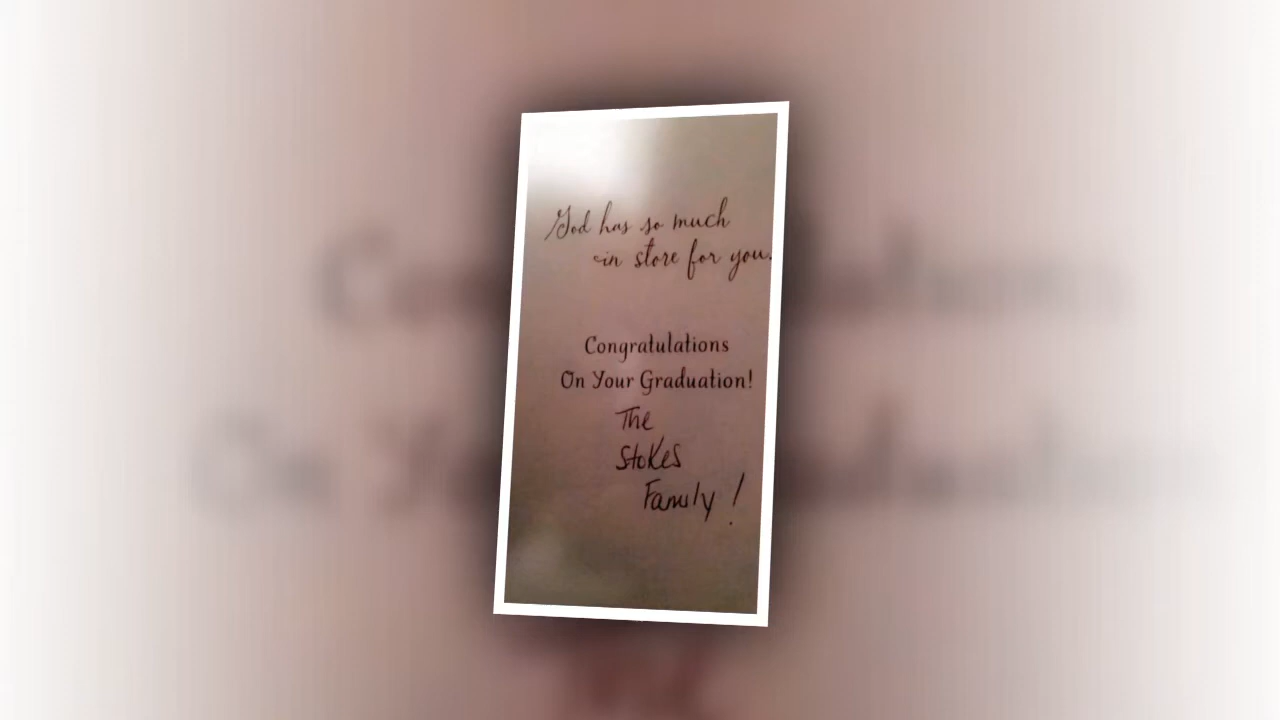 God has so much
in store for you.
Congratulations
On Your Graduation!
The
Stokes
Family!